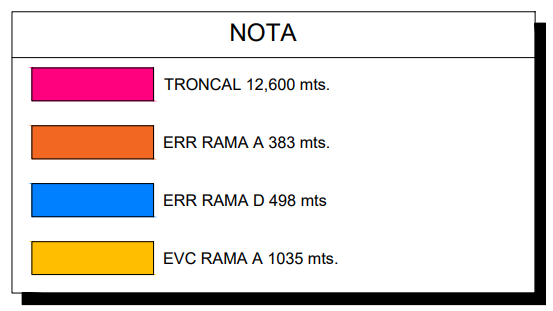 NOTA
TRONCAL 12,600 mts.
ERR RAMA A 383 mts.
ERR RAMA D 498 mts
EVC RAMA A 1035 mts.